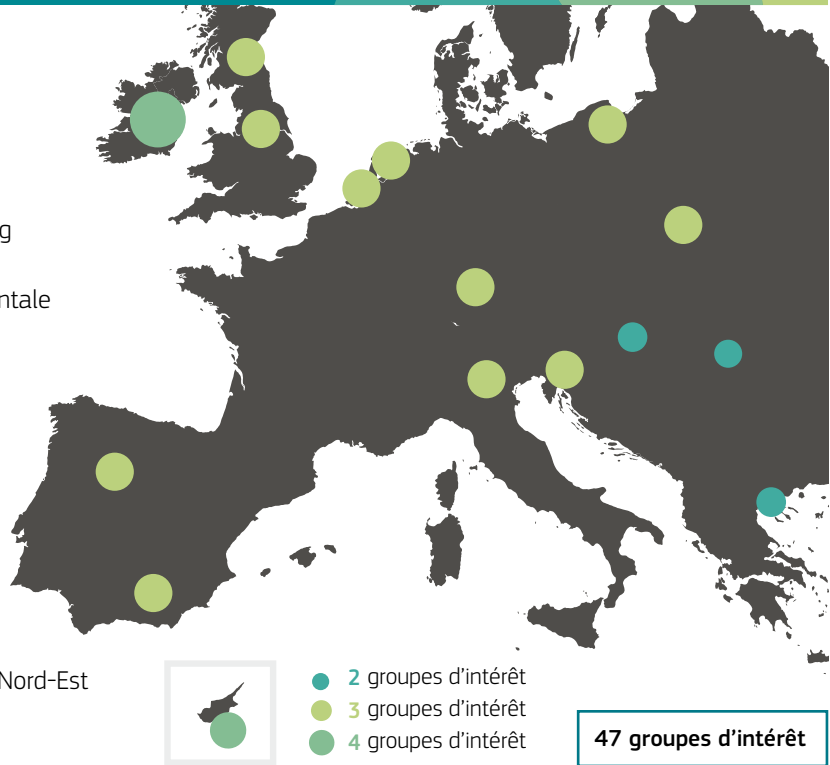 g
ntale
Nord-Est
2 groupes d'intérêt
3 groupes d'intérêt
4 groupes d'intérêt
47 groupes d'intérêt